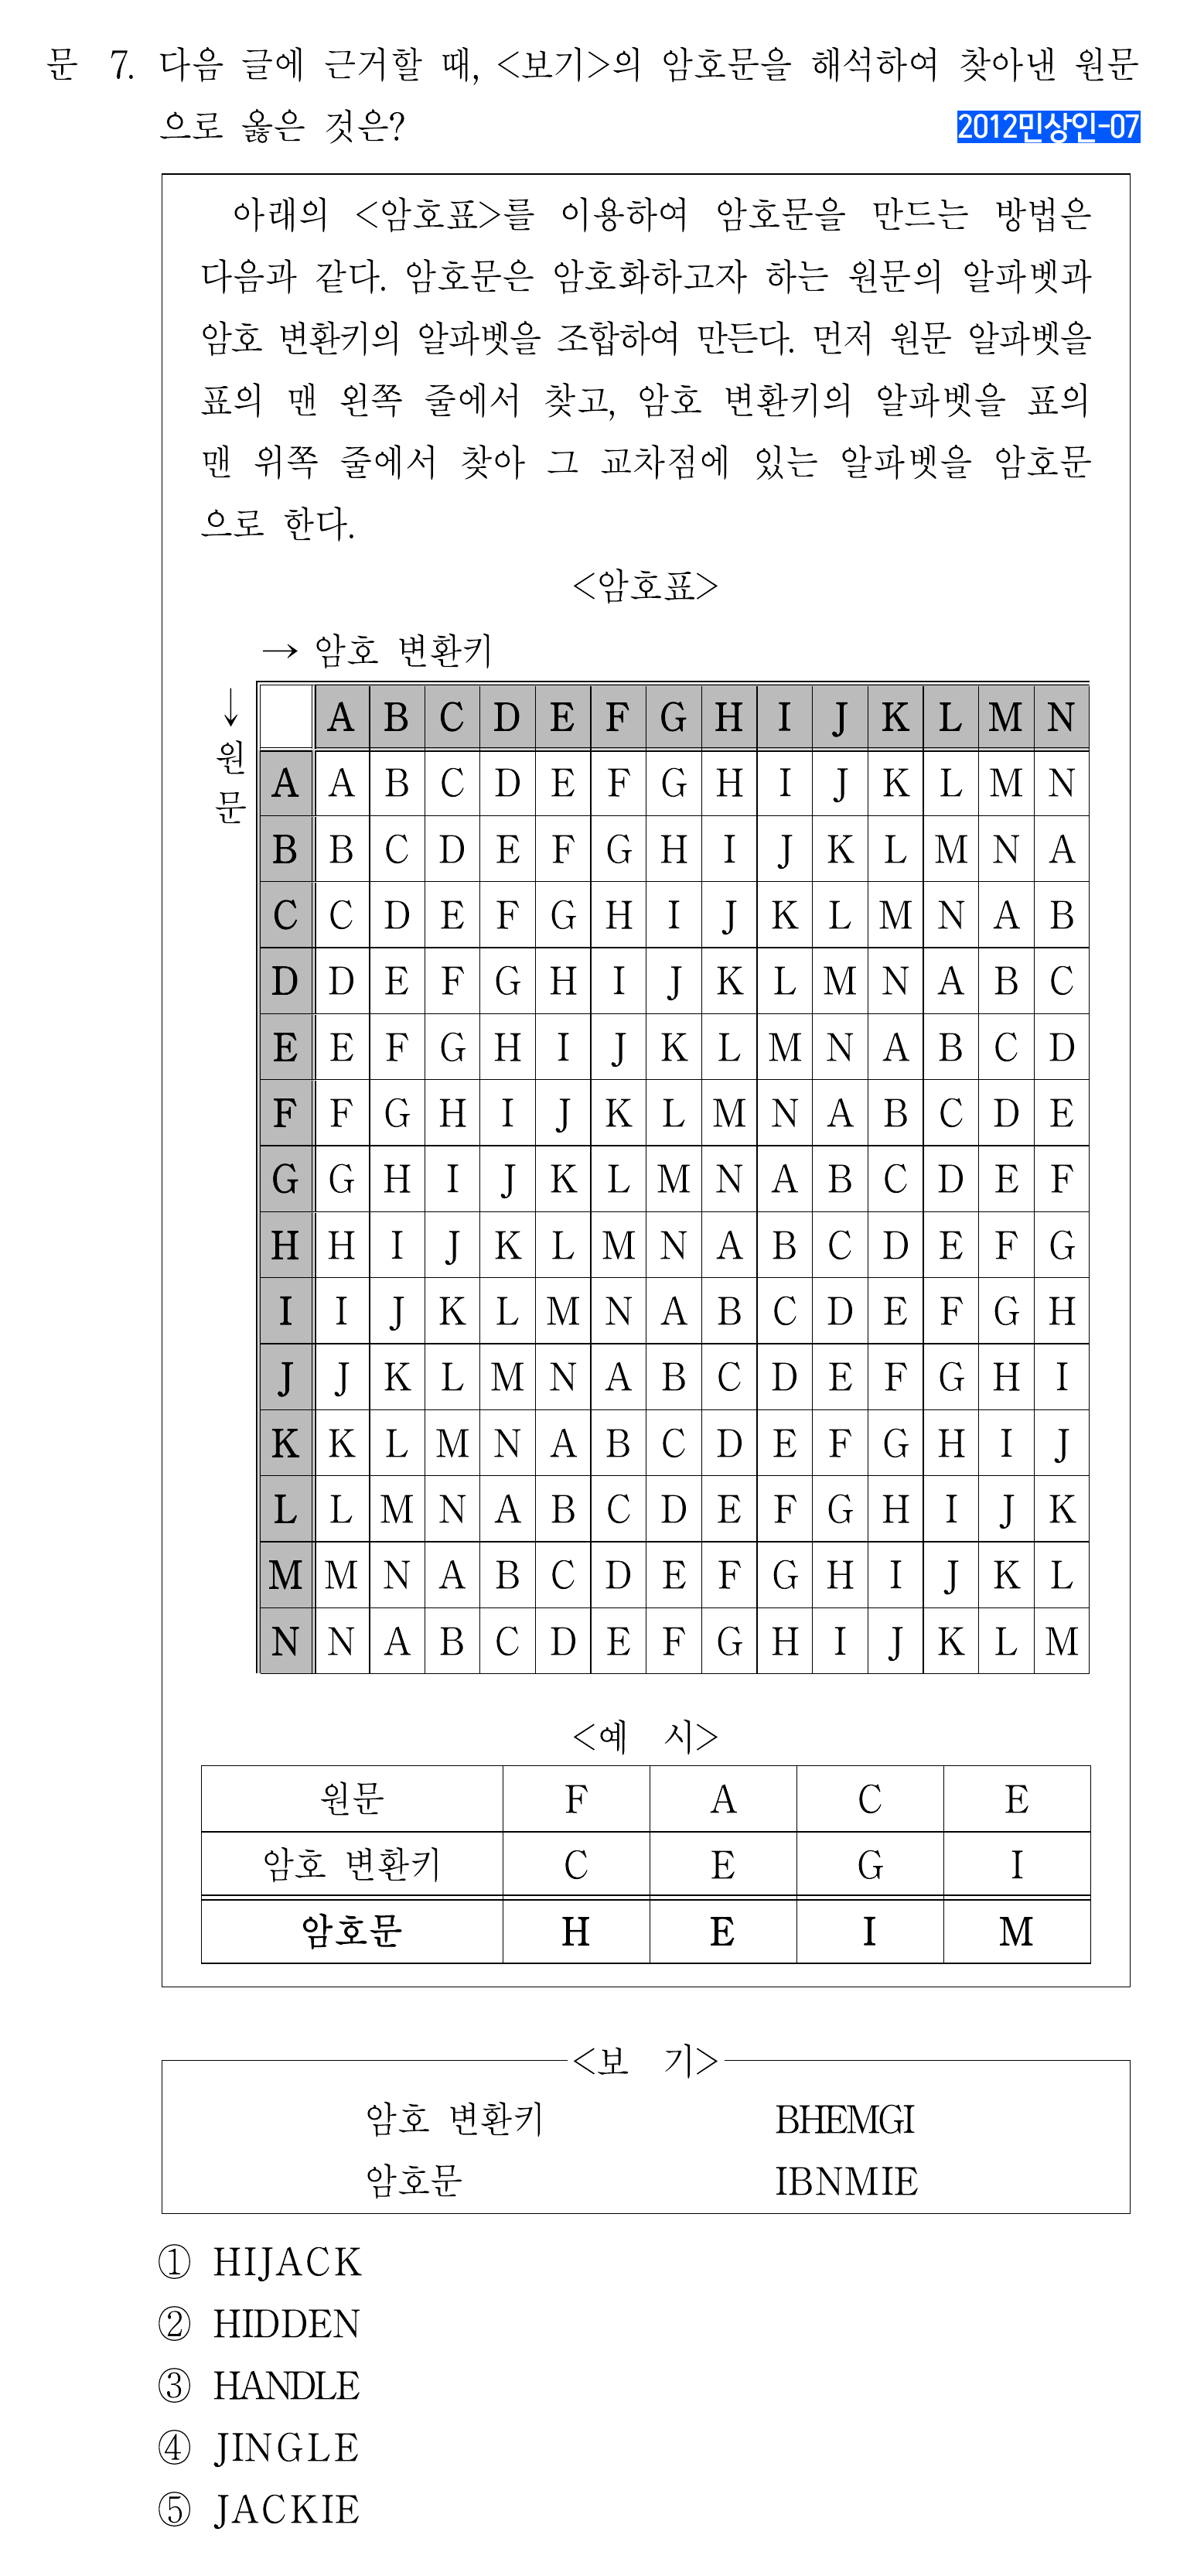 문 7. 다음 글에 근거할 때, <보기>의 암호문을 해석하여 찾아낸 원문
으로 옳은 것은?
2012민상인-07
아래의 <암호표>를 이용하여 암호문을 만드는 방법은
다음과 같다. 암호문은 암호화하고자 하는 원문의 알파벳과
암호 변환키의 알파벳을 조합하여 만든다. 먼저 원문 알파벳을
표의 맨 왼쪽 줄에서 찾고, 암호 변환키의 알파벳을 표의
맨 위쪽 줄에서 찾아 그 교차점에 있는 알파벳을 암호문
으로 한다.
<암호표>
→ 암호 변환키
↓원문
A B C D E F G H I J K L M N
A A B C D E F G H I J K L M N
B B C D E F G H I J K L M N A
C C D E F G H I J K L M N A B
D D E F G H I J K L M N A B C
E E F G H I J K L M N A B C D
F F G H I J K L M N A B C D E
G G H I J K L M N A B C D E F
H H I J K L M N A B C D E F G
I I J K L M N A B C D E F G H
J J K L M N A B C D E F G H I
K K L M N A B C D E F G H I J
L L M N A B C D E F G H I J K
M M N A B C D E F G H I J K L
N N A B C D E F G H I J K L M
<예 시>
원문 F A C E
암호 변환키 C E G I
암호문 H E I M
<보 기>
암호 변환키 BHEMGI
암호문 IBNMIE
① HIJACK
② HIDDEN
③ HANDLE
④ JINGLE
⑤ JACKIE